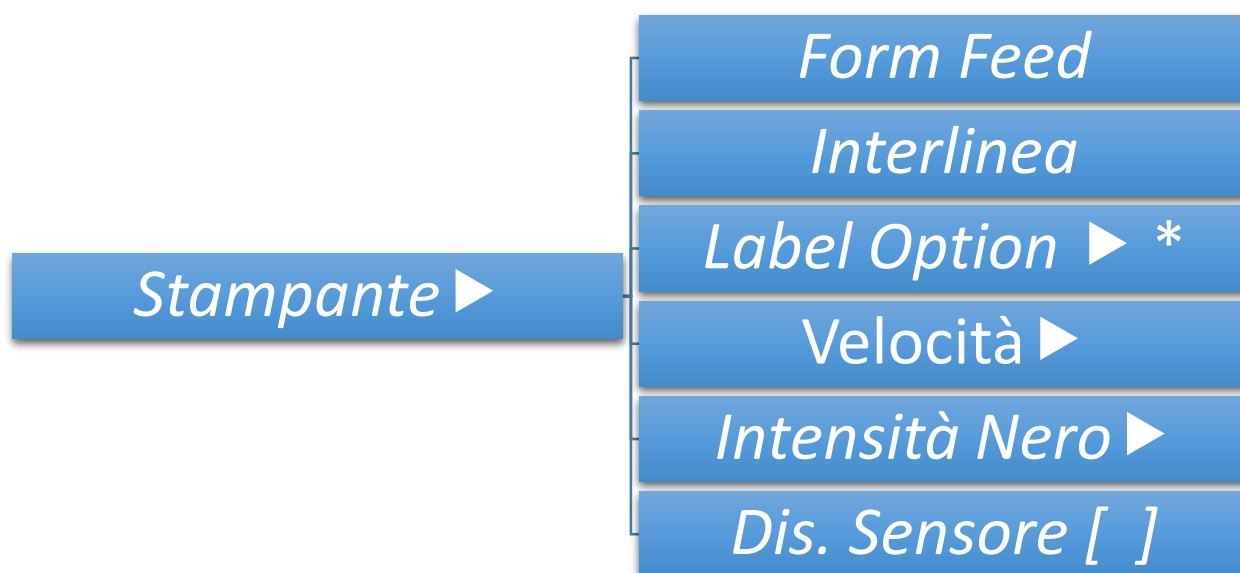 Stampante ▶
Form Feed
Interlinea
Label Option ▶ *
Velocità ▶
Intensità Nero ▶
Dis. Sensore [ ]